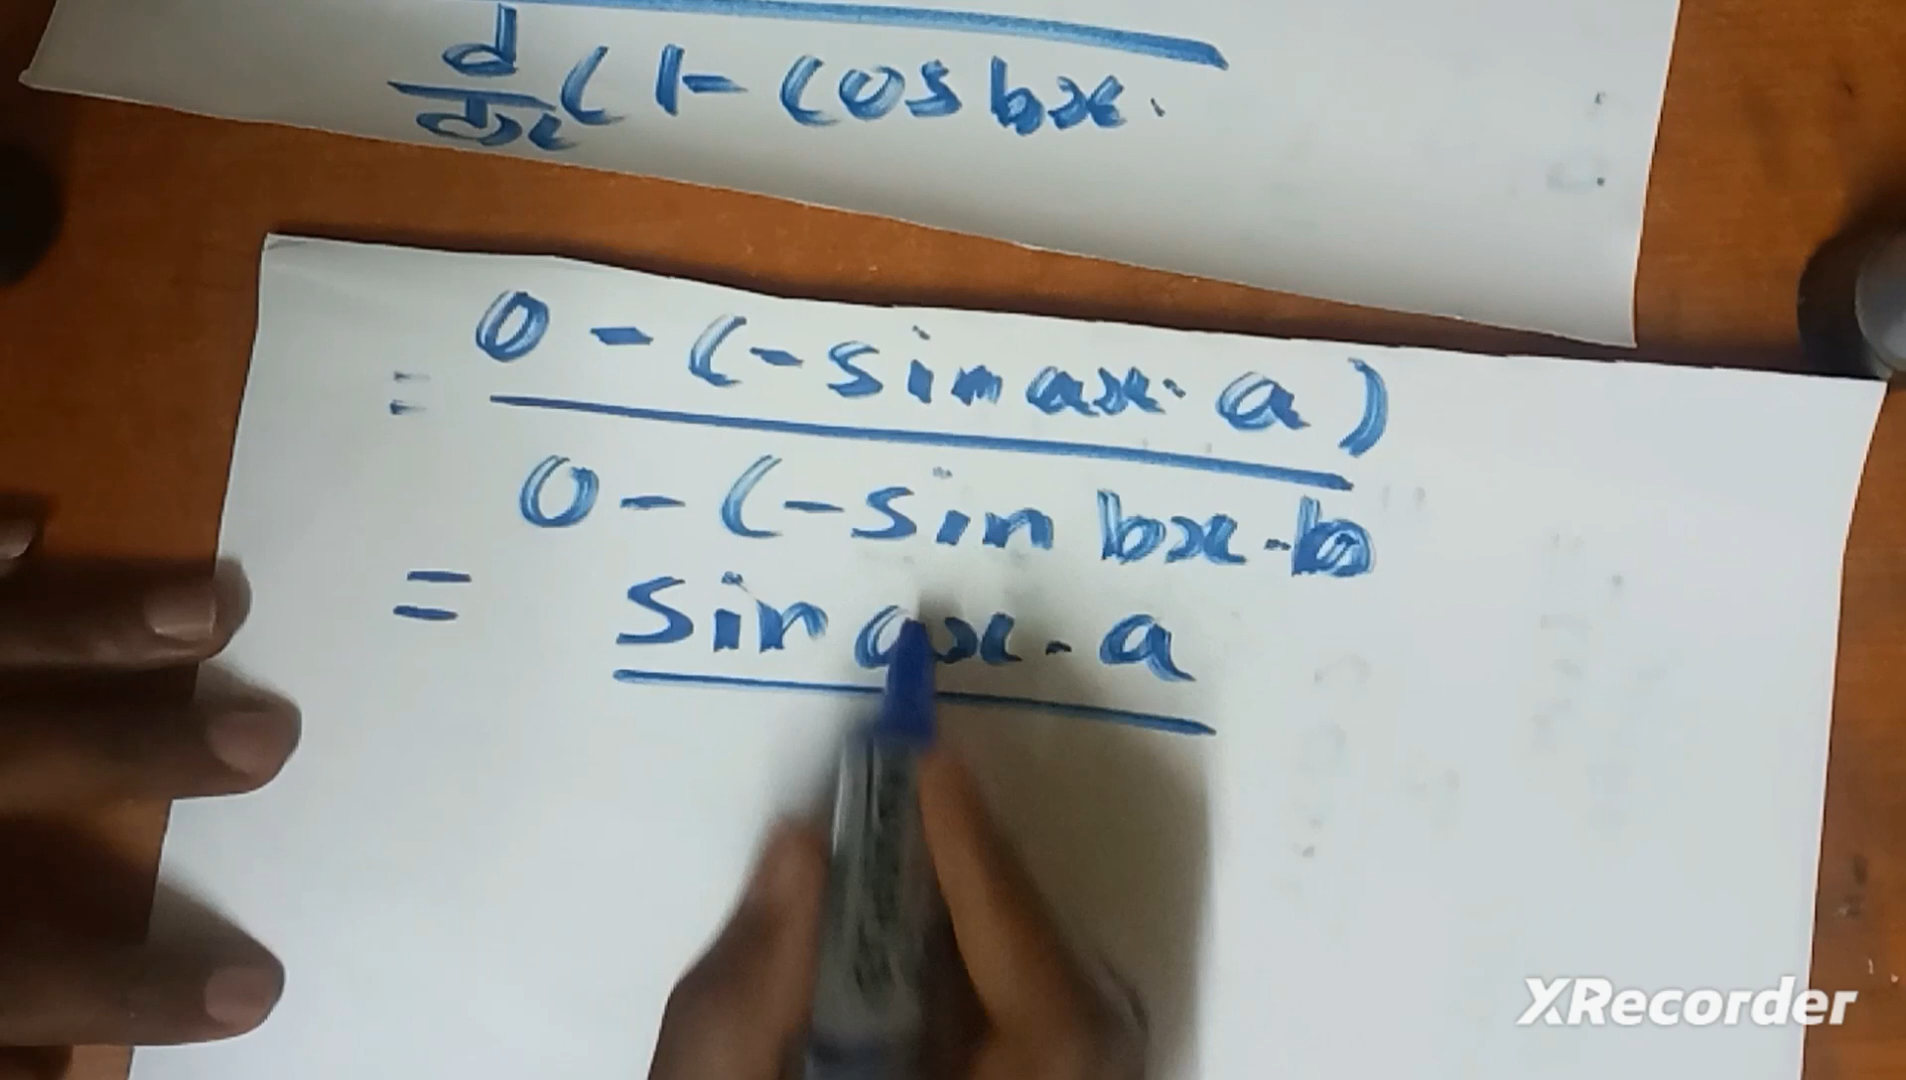 d
dx (1 - cos bx.
= 0 - (- sin ax . a)
0 - (- sin bx . b
= sin ax . a
XRecorder